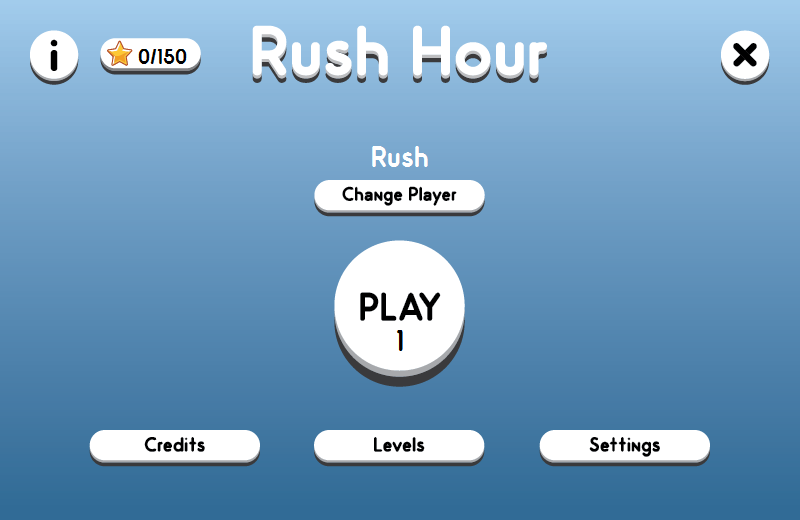 i
0/150
Rush Hour
Rush
Change Player
PLAY
1
Credits
Levels
Settings